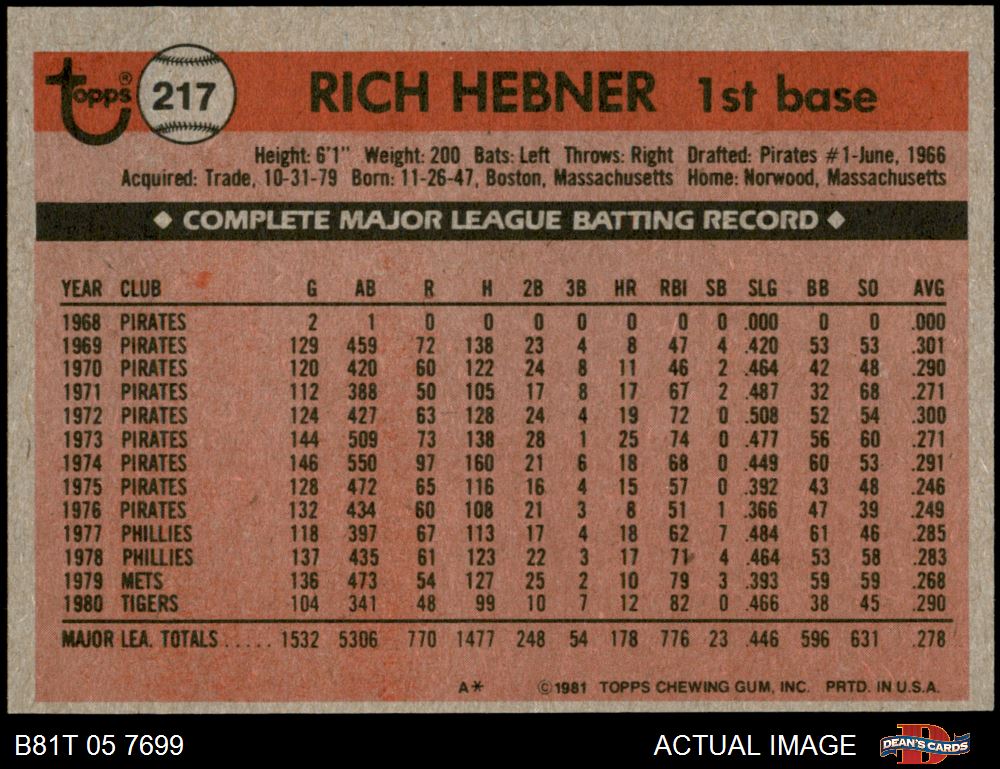 Topps® 217 RICH HEBNER 1st base
Height: 6'1" Weight: 200 Bats: Left Throws: Right Drafted: Pirates #1-June, 1966
Acquired: Trade, 10-31-79 Born: 11-26-47, Boston, Massachusetts Home: Norwood, Massachusetts
◆ COMPLETE MAJOR LEAGUE BATTING RECORD ◆
YEAR CLUB G AB R H 2B 3B HR RBI SB SLG BB SO AVG
1968 PIRATES 2 1 0 0 0 0 0 0 0 .000 0 0 .000
1969 PIRATES 129 459 72 138 23 4 8 47 4 .420 53 53 .301
1970 PIRATES 120 420 60 122 24 8 11 46 2 .464 42 48 .290
1971 PIRATES 112 388 50 105 17 8 17 67 2 .487 32 68 .271
1972 PIRATES 124 427 63 128 24 4 19 72 0 .508 52 54 .300
1973 PIRATES 144 509 73 138 28 1 25 74 0 .477 56 60 .271
1974 PIRATES 146 550 97 160 21 6 18 68 0 .449 60 53 .291
1975 PIRATES 128 472 65 116 16 4 15 57 0 .392 43 48 .246
1976 PIRATES 132 434 60 108 21 3 8 51 1 .366 47 39 .249
1977 PHILLIES 118 397 67 113 17 4 18 62 7 .484 61 46 .285
1978 PHILLIES 137 435 61 123 22 3 17 71 4 .464 53 58 .283
1979 METS 136 473 54 127 25 2 10 79 3 .393 59 59 .268
1980 TIGERS 104 341 48 99 10 7 12 82 0 .466 38 45 .290
MAJOR LEA. TOTALS ..... 1532 5306 770 1477 248 54 178 776 23 .446 596 631 .278
A* ©1981 TOPPS CHEWING GUM, INC. PRTD. IN U.S.A.
B81T 05 7699 ACTUAL IMAGE DEAN'S CARDS